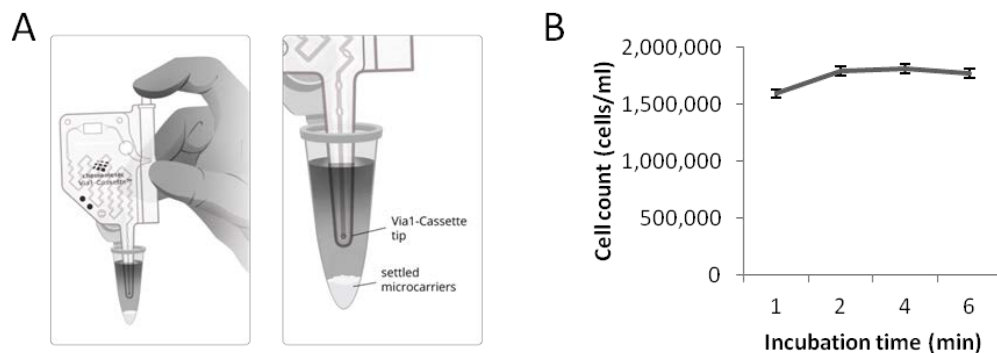 A
chemometec
Via1-Cassette™
Via1-Cassette
tip
settled
microcarriers
B
2,000,000
1,500,000
1,000,000
500,000
0
Cell count (cells/ml)
1 2 4 6
Incubation time (min)